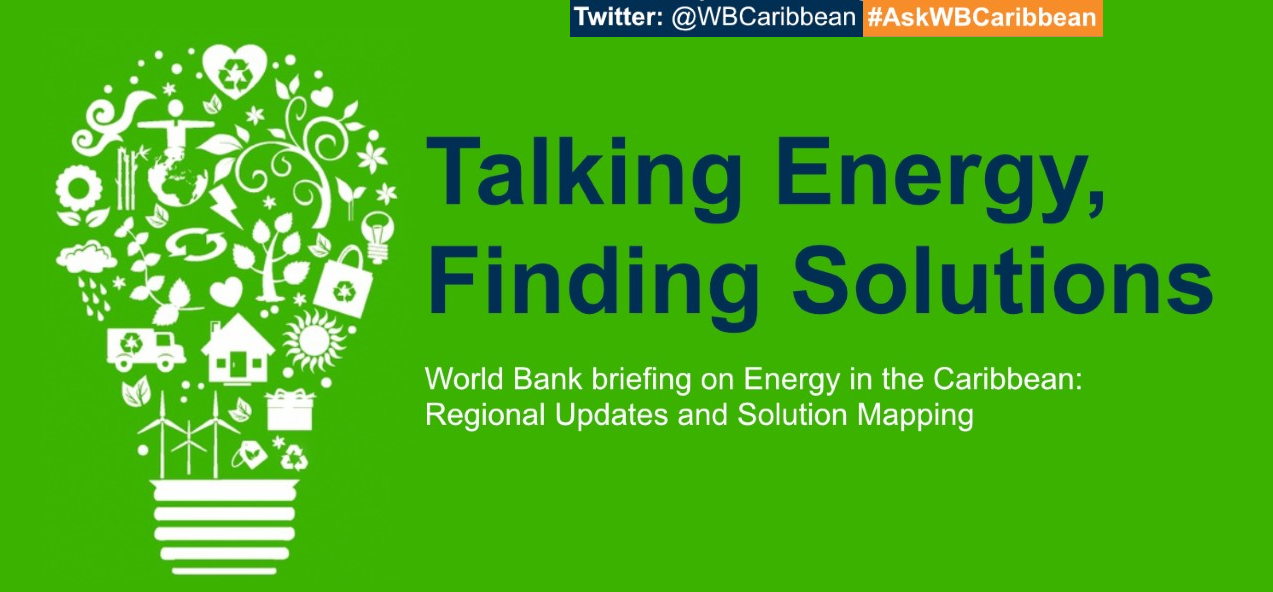 Twitter: @WBCaribbean #AskWBCaribbean
Talking Energy,
Finding Solutions
World Bank briefing on Energy in the Caribbean:
Regional Updates and Solution Mapping